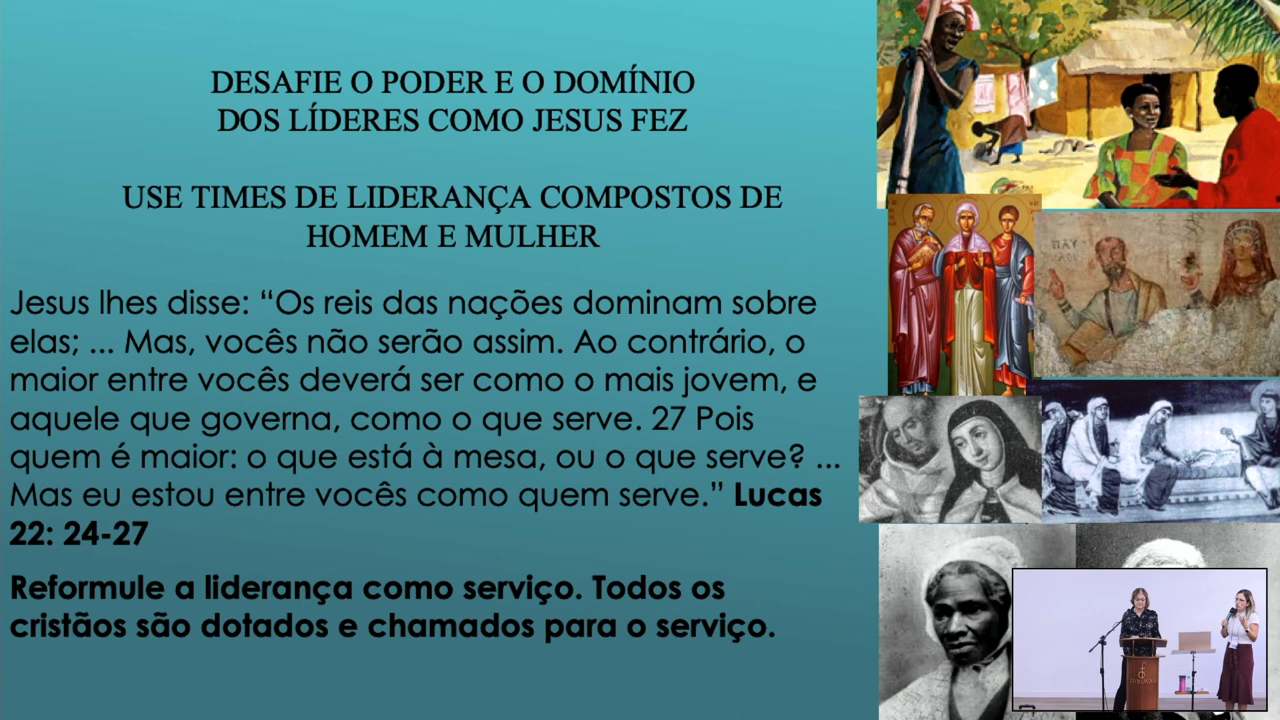 DESAFIE O PODER E O DOMÍNIO
DOS LÍDERES COMO JESUS FEZ
USE TIMES DE LIDERANÇA COMPOSTOS DE
HOMEM E MULHER
Jesus lhes disse: “Os reis das nações dominam sobre
elas; ... Mas, vocês não serão assim. Ao contrário, o
maior entre vocês deverá ser como o mais jovem, e
aquele que governa, como o que serve. 27 Pois
quem é maior: o que está à mesa, ou o que serve? ...
Mas eu estou entre vocês como quem serve.” Lucas
22: 24-27
Reformule a liderança como serviço. Todos os
cristãos são dotados e chamados para o serviço.